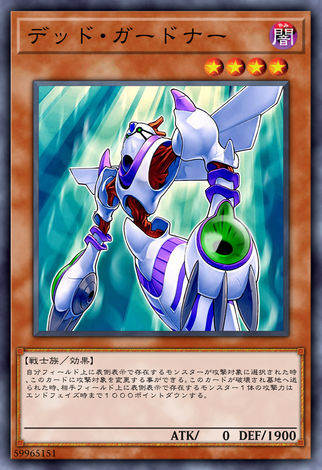 デッド・ガードナー
やみ
闇
【戦士族／効果】
自分フィールド上に表側表示で存在するモンスターが攻撃対象に選択された時
、このカードに攻撃対象を変更する事ができる。このカードが破壊され墓地へ送
られた時、相手フィールド上に表側表示で存在するモンスター１体の攻撃力は
エンドフェイズ時まで１０００ポイントダウンする。
ATK/ 0 DEF/1900
59965151